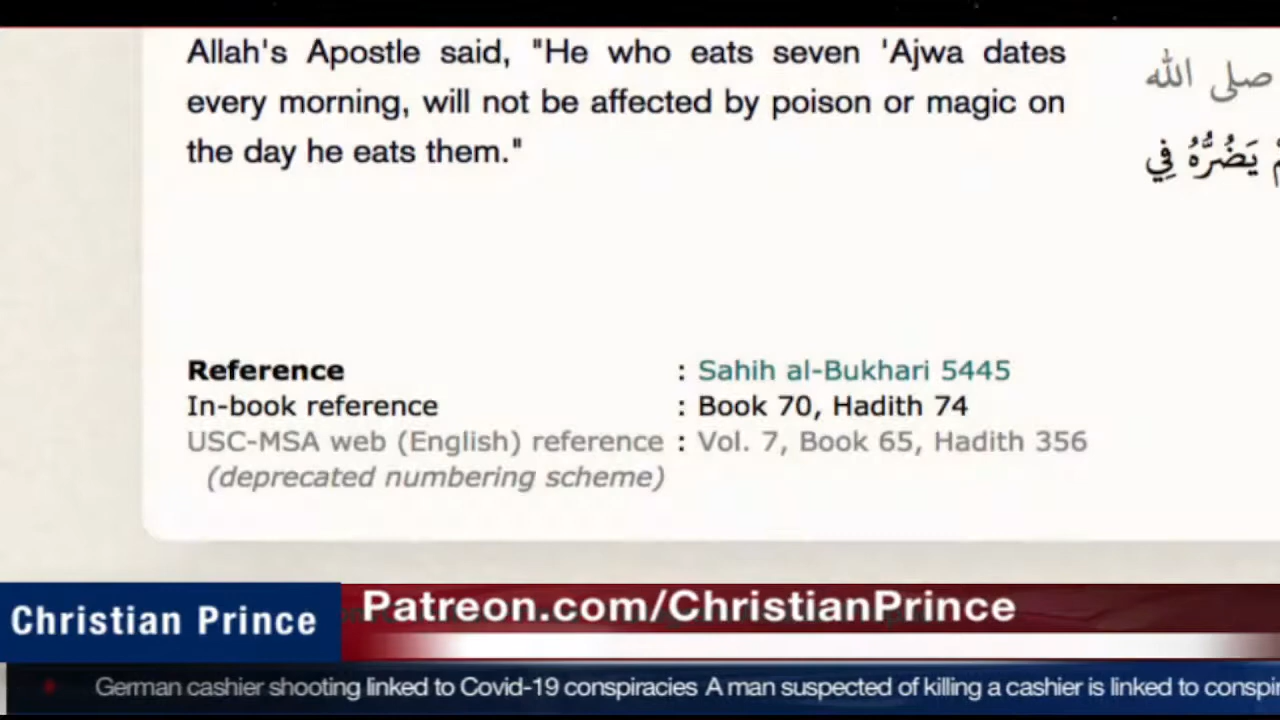 Allah's Apostle said, "He who eats seven 'Ajwa dates
every morning, will not be affected by poison or magic on
the day he eats them."
صلى الله
يَضُرُّهُ فِي
Reference : Sahih al-Bukhari 5445
In-book reference : Book 70, Hadith 74
USC-MSA web (English) reference : Vol. 7, Book 65, Hadith 356
(deprecated numbering scheme)
Christian Prince
Patreon.com/ChristianPrince
German cashier shooting linked to Covid-19 conspiracies A man suspected of killing a cashier is linked to conspi